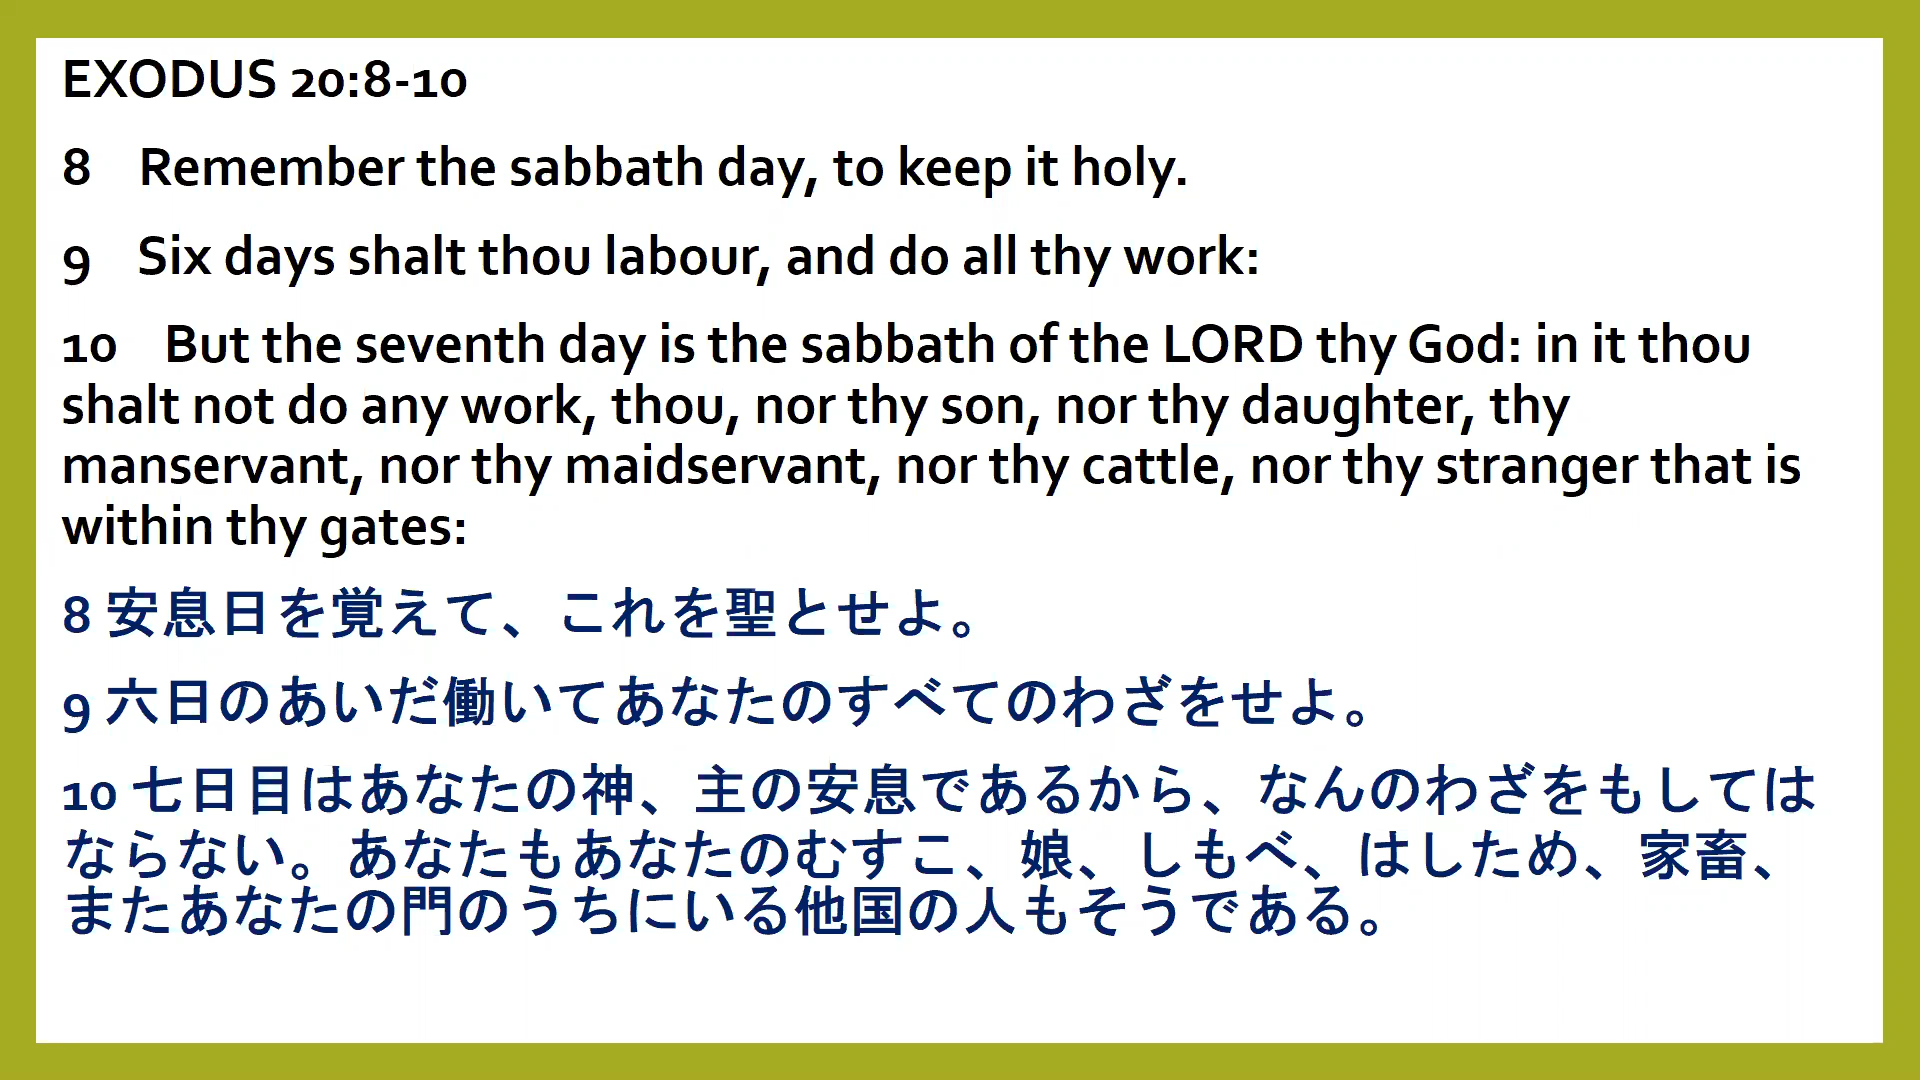 EXODUS 20:8-10
8 Remember the sabbath day, to keep it holy.
9 Six days shalt thou labour, and do all thy work:
10 But the seventh day is the sabbath of the LORD thy God: in it thou
shalt not do any work, thou, nor thy son, nor thy daughter, thy
manservant, nor thy maidservant, nor thy cattle, nor thy stranger that is
within thy gates:
8 安息日を覚えて、これを聖とせよ。
9 六日のあいだ働いてあなたのすべてのわざをせよ。
10 七日目はあなたの神、主の安息であるから、なんのわざをもしては
ならない。あなたもあなたのむすこ、娘、しもべ、はしため、家畜、
またあなたの門のうちにいる他国の人もそうである。